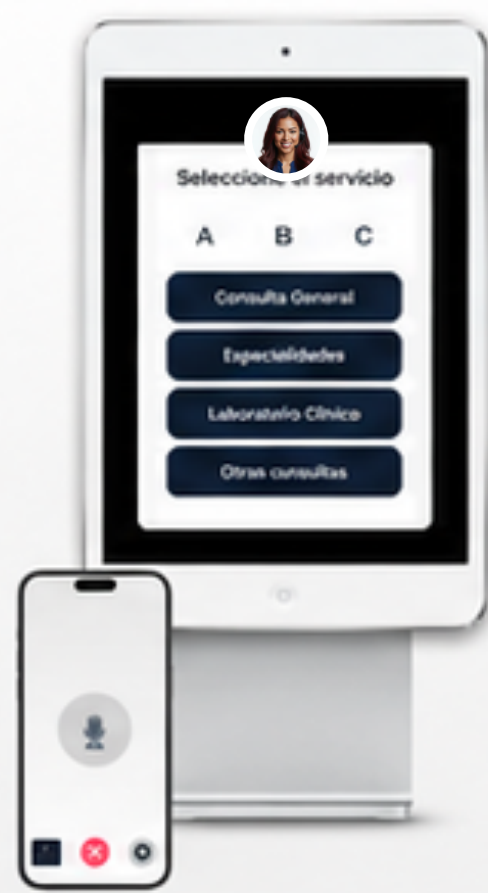 Seleccione el servicio
A B C
Consulta General
Especialidades
Laboratorio Clínico
Otras consultas